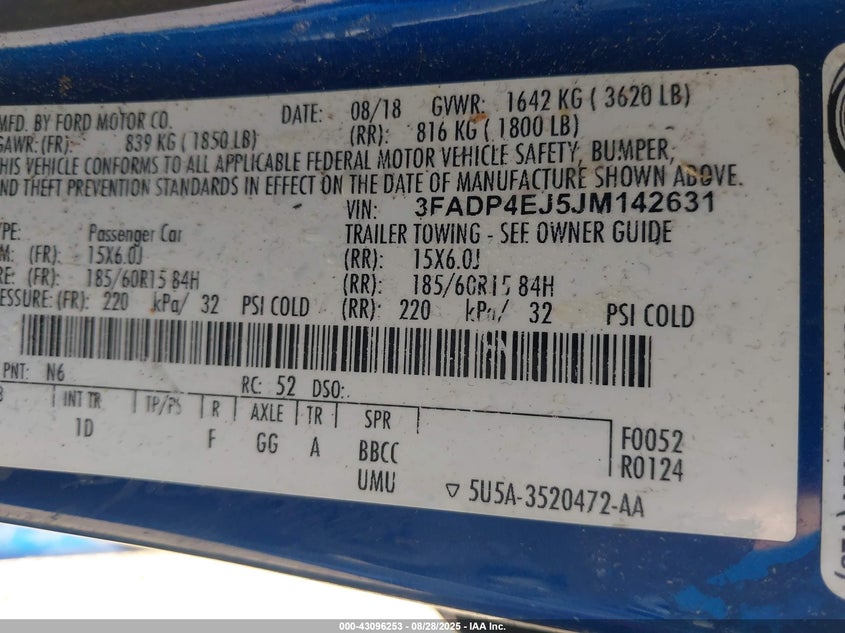 MFD. BY FORD MOTOR CO. DATE: 08/18 GVWR: 1642 KG ( 3620 LB)
GAWR: (FR): 839 KG ( 1850 LB) (RR): 816 KG ( 1800 LB)
THIS VEHICLE CONFORMS TO ALL APPLICABLE FEDERAL MOTOR VEHICLE SAFETY, BUMPER,
AND THEFT PREVENTION STANDARDS IN EFFECT ON THE DATE OF MANUFACTURE SHOWN ABOVE.
VIN: 3FADP4EJ5JM142631
YPE: Passenger Car TRAILER TOWING - SEE OWNER GUIDE
M: (FR): 15X6.0J (RR): 15X6.0J
RE: (FR): 185/60R15 84H (RR): 185/60R15 84H
ESSURE: (FR): 220 kPa/ 32 PSI COLD (RR): 220 kPa/ 32 PSI COLD
PNT: N6 RC: 52 DSO:
INT TR TP/PS R AXLE TR SPR
1D F GG A BBCC
UMU
F0052
R0124
▽ 5U5A-3520472-AA
000-43096253 - 08/28/2025 - IAA Inc.